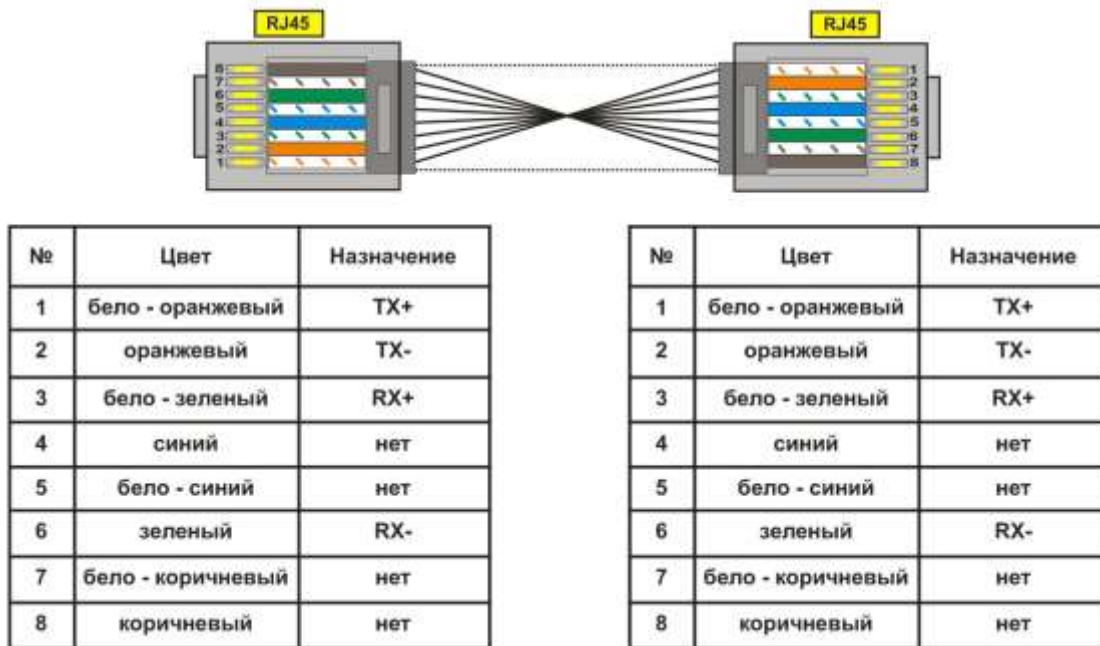 RJ45 RJ45
8 1
7 2
6 3
5 4
4 5
3 6
2 7
1 8
№ Цвет Назначение № Цвет Назначение
1 бело - оранжевый TX+ 1 бело - оранжевый TX+
2 оранжевый TX- 2 оранжевый TX-
3 бело - зеленый RX+ 3 бело - зеленый RX+
4 синий нет 4 синий нет
5 бело - синий нет 5 бело - синий нет
6 зеленый RX- 6 зеленый RX-
7 бело - коричневый нет 7 бело - коричневый нет
8 коричневый нет 8 коричневый нет